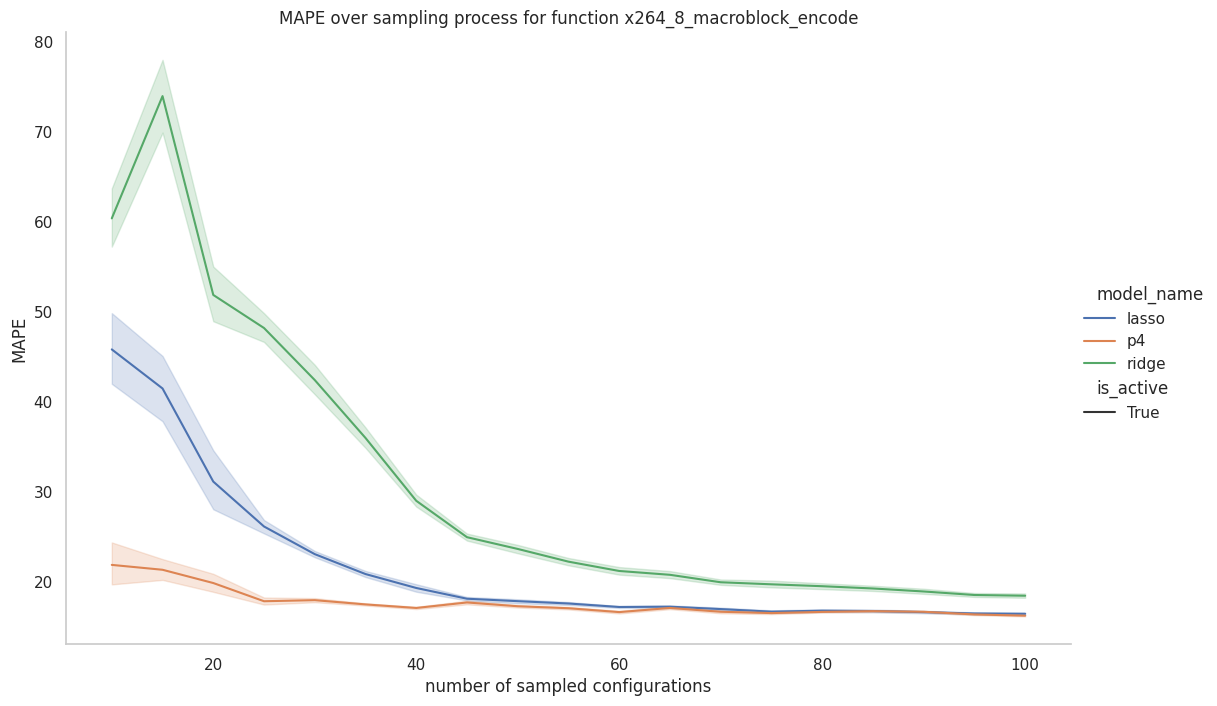 MAPE over sampling process for function x264_8_macroblock_encode
80
70
60
50
40
30
20
MAPE
20
40
60
80
100
number of sampled configurations
model_name
lasso
p4
ridge
is_active
True